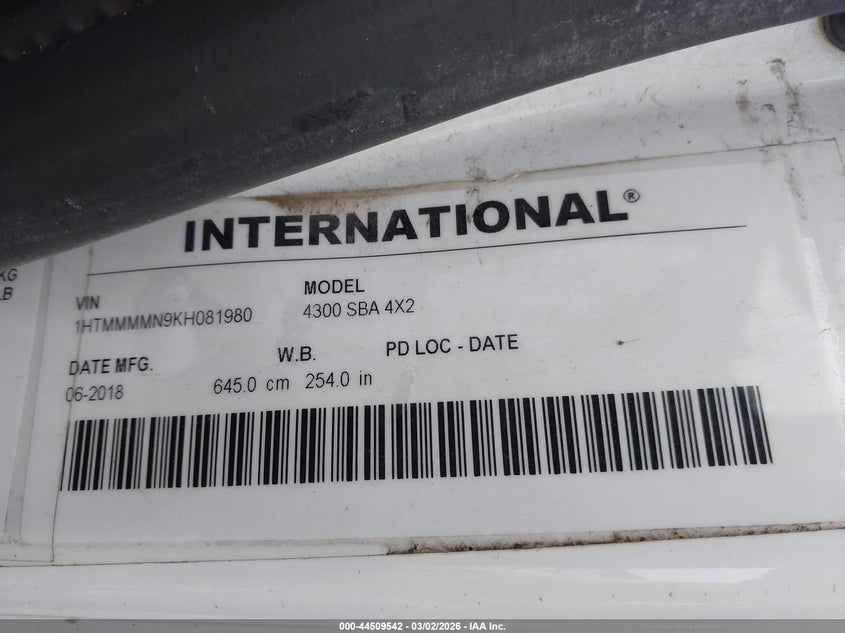 INTERNATIONAL®
KG
LB
VIN
1HTMMMMN9KH081980
MODEL
4300 SBA 4X2
DATE MFG.
06-2018
W.B.
645.0 cm 254.0 in
PD LOC - DATE
000-44509542 - 03/02/2026 - IAA Inc.